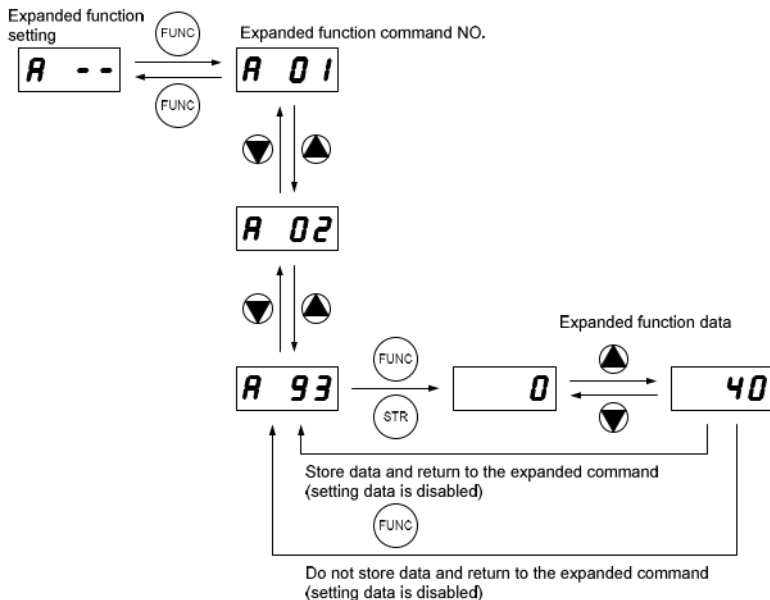 Expanded function
setting
FUNC
Expanded function command NO.
A --
A 01
FUNC
A 02
Expanded function data
A 93
FUNC
STR
0
40
Store data and return to the expanded command
(setting data is disabled)
FUNC
Do not store data and return to the expanded command
(setting data is disabled)